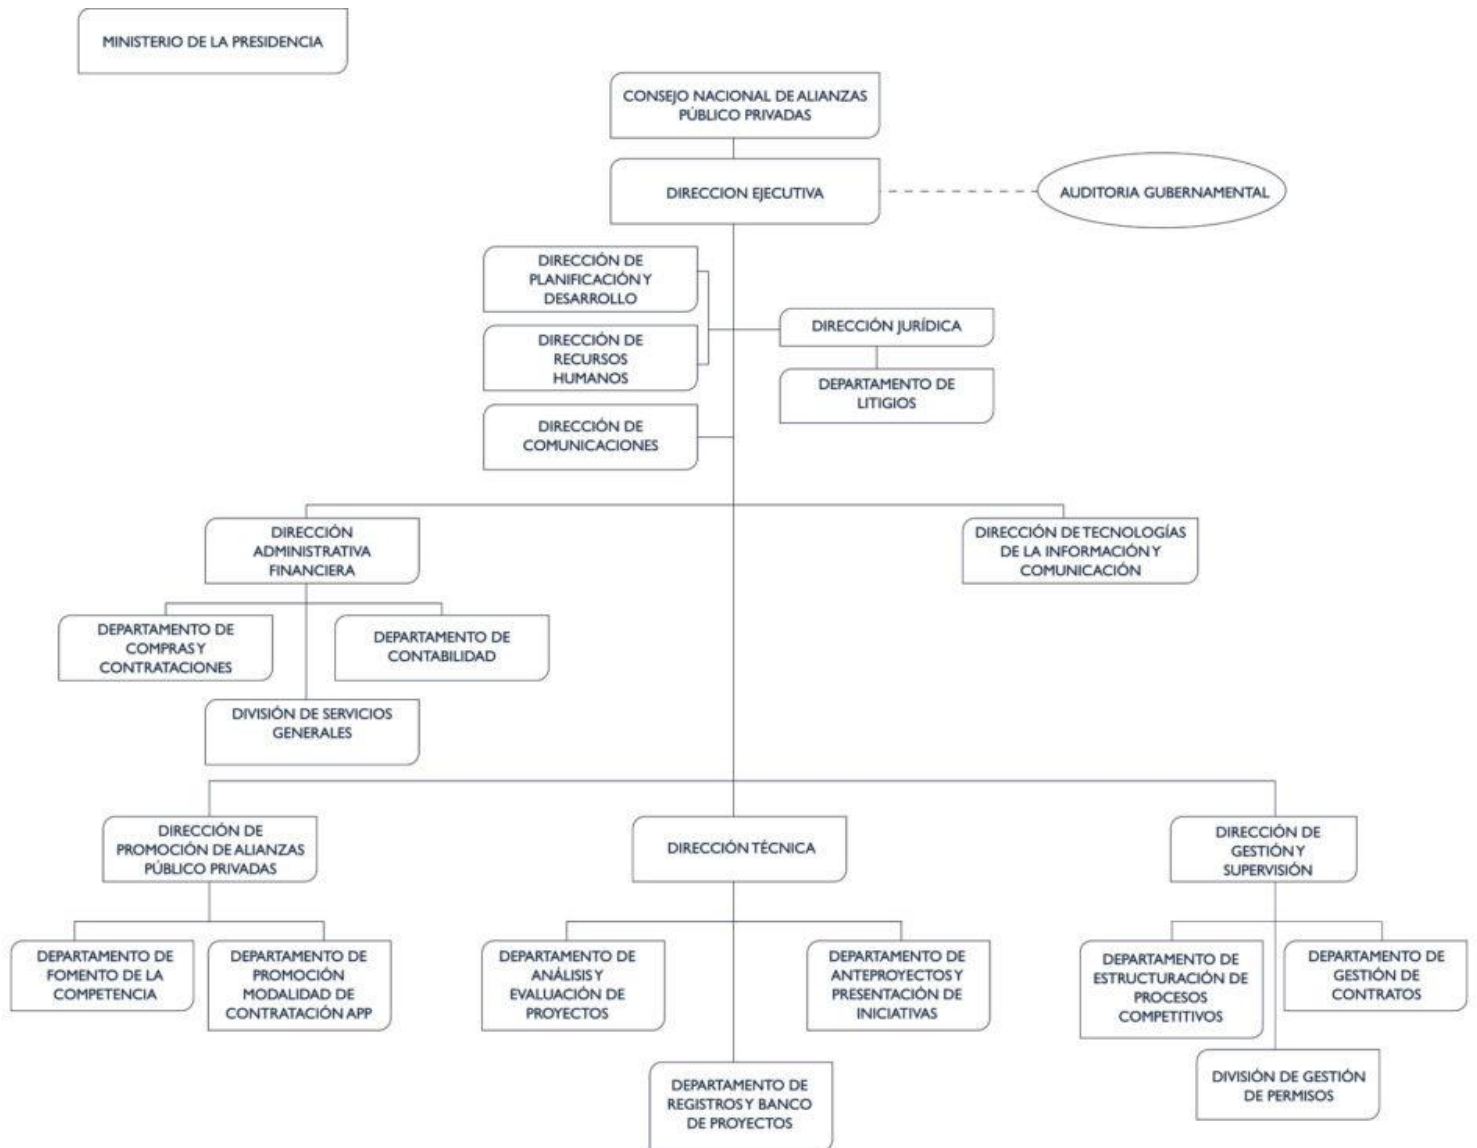 MINISTERIO DE LA PRESIDENCIA
CONSEJO NACIONAL DE ALIANZAS
PÚBLICO PRIVADAS
DIRECCION EJECUTIVA
AUDITORIA GUBERNAMENTAL
DIRECCIÓN DE
PLANIFICACIÓN Y
DESARROLLO
DIRECCIÓN JURÍDICA
DIRECCIÓN DE
RECURSOS
HUMANOS
DEPARTAMENTO DE
LITIGIOS
DIRECCIÓN DE
COMUNICACIONES
DIRECCIÓN
ADMINISTRATIVA
FINANCIERA
DIRECCIÓN DE TECNOLOGÍAS
DE LA INFORMACIÓN Y
COMUNICACIÓN
DEPARTAMENTO DE
COMPRAS Y
CONTRATACIONES
DEPARTAMENTO DE
CONTABILIDAD
DIVISIÓN DE SERVICIOS
GENERALES
DIRECCIÓN DE
PROMOCIÓN DE ALIANZAS
PÚBLICO PRIVADAS
DIRECCIÓN TÉCNICA
DIRECCIÓN DE
GESTIÓN Y
SUPERVISIÓN
DEPARTAMENTO DE
FOMENTO DE LA
COMPETENCIA
DEPARTAMENTO DE
PROMOCIÓN
MODALIDAD DE
CONTRATACIÓN APP
DEPARTAMENTO DE
ANÁLISIS Y
EVALUACIÓN DE
PROYECTOS
DEPARTAMENTO DE
ANTEPROYECTOS Y
PRESENTACIÓN DE
INICIATIVAS
DEPARTAMENTO DE
ESTRUCTURACIÓN DE
PROCESOS
COMPETITIVOS
DEPARTAMENTO DE
GESTIÓN DE
CONTRATOS
DEPARTAMENTO DE
REGISTROS Y BANCO
DE PROYECTOS
DIVISIÓN DE GESTIÓN
DE PERMISOS